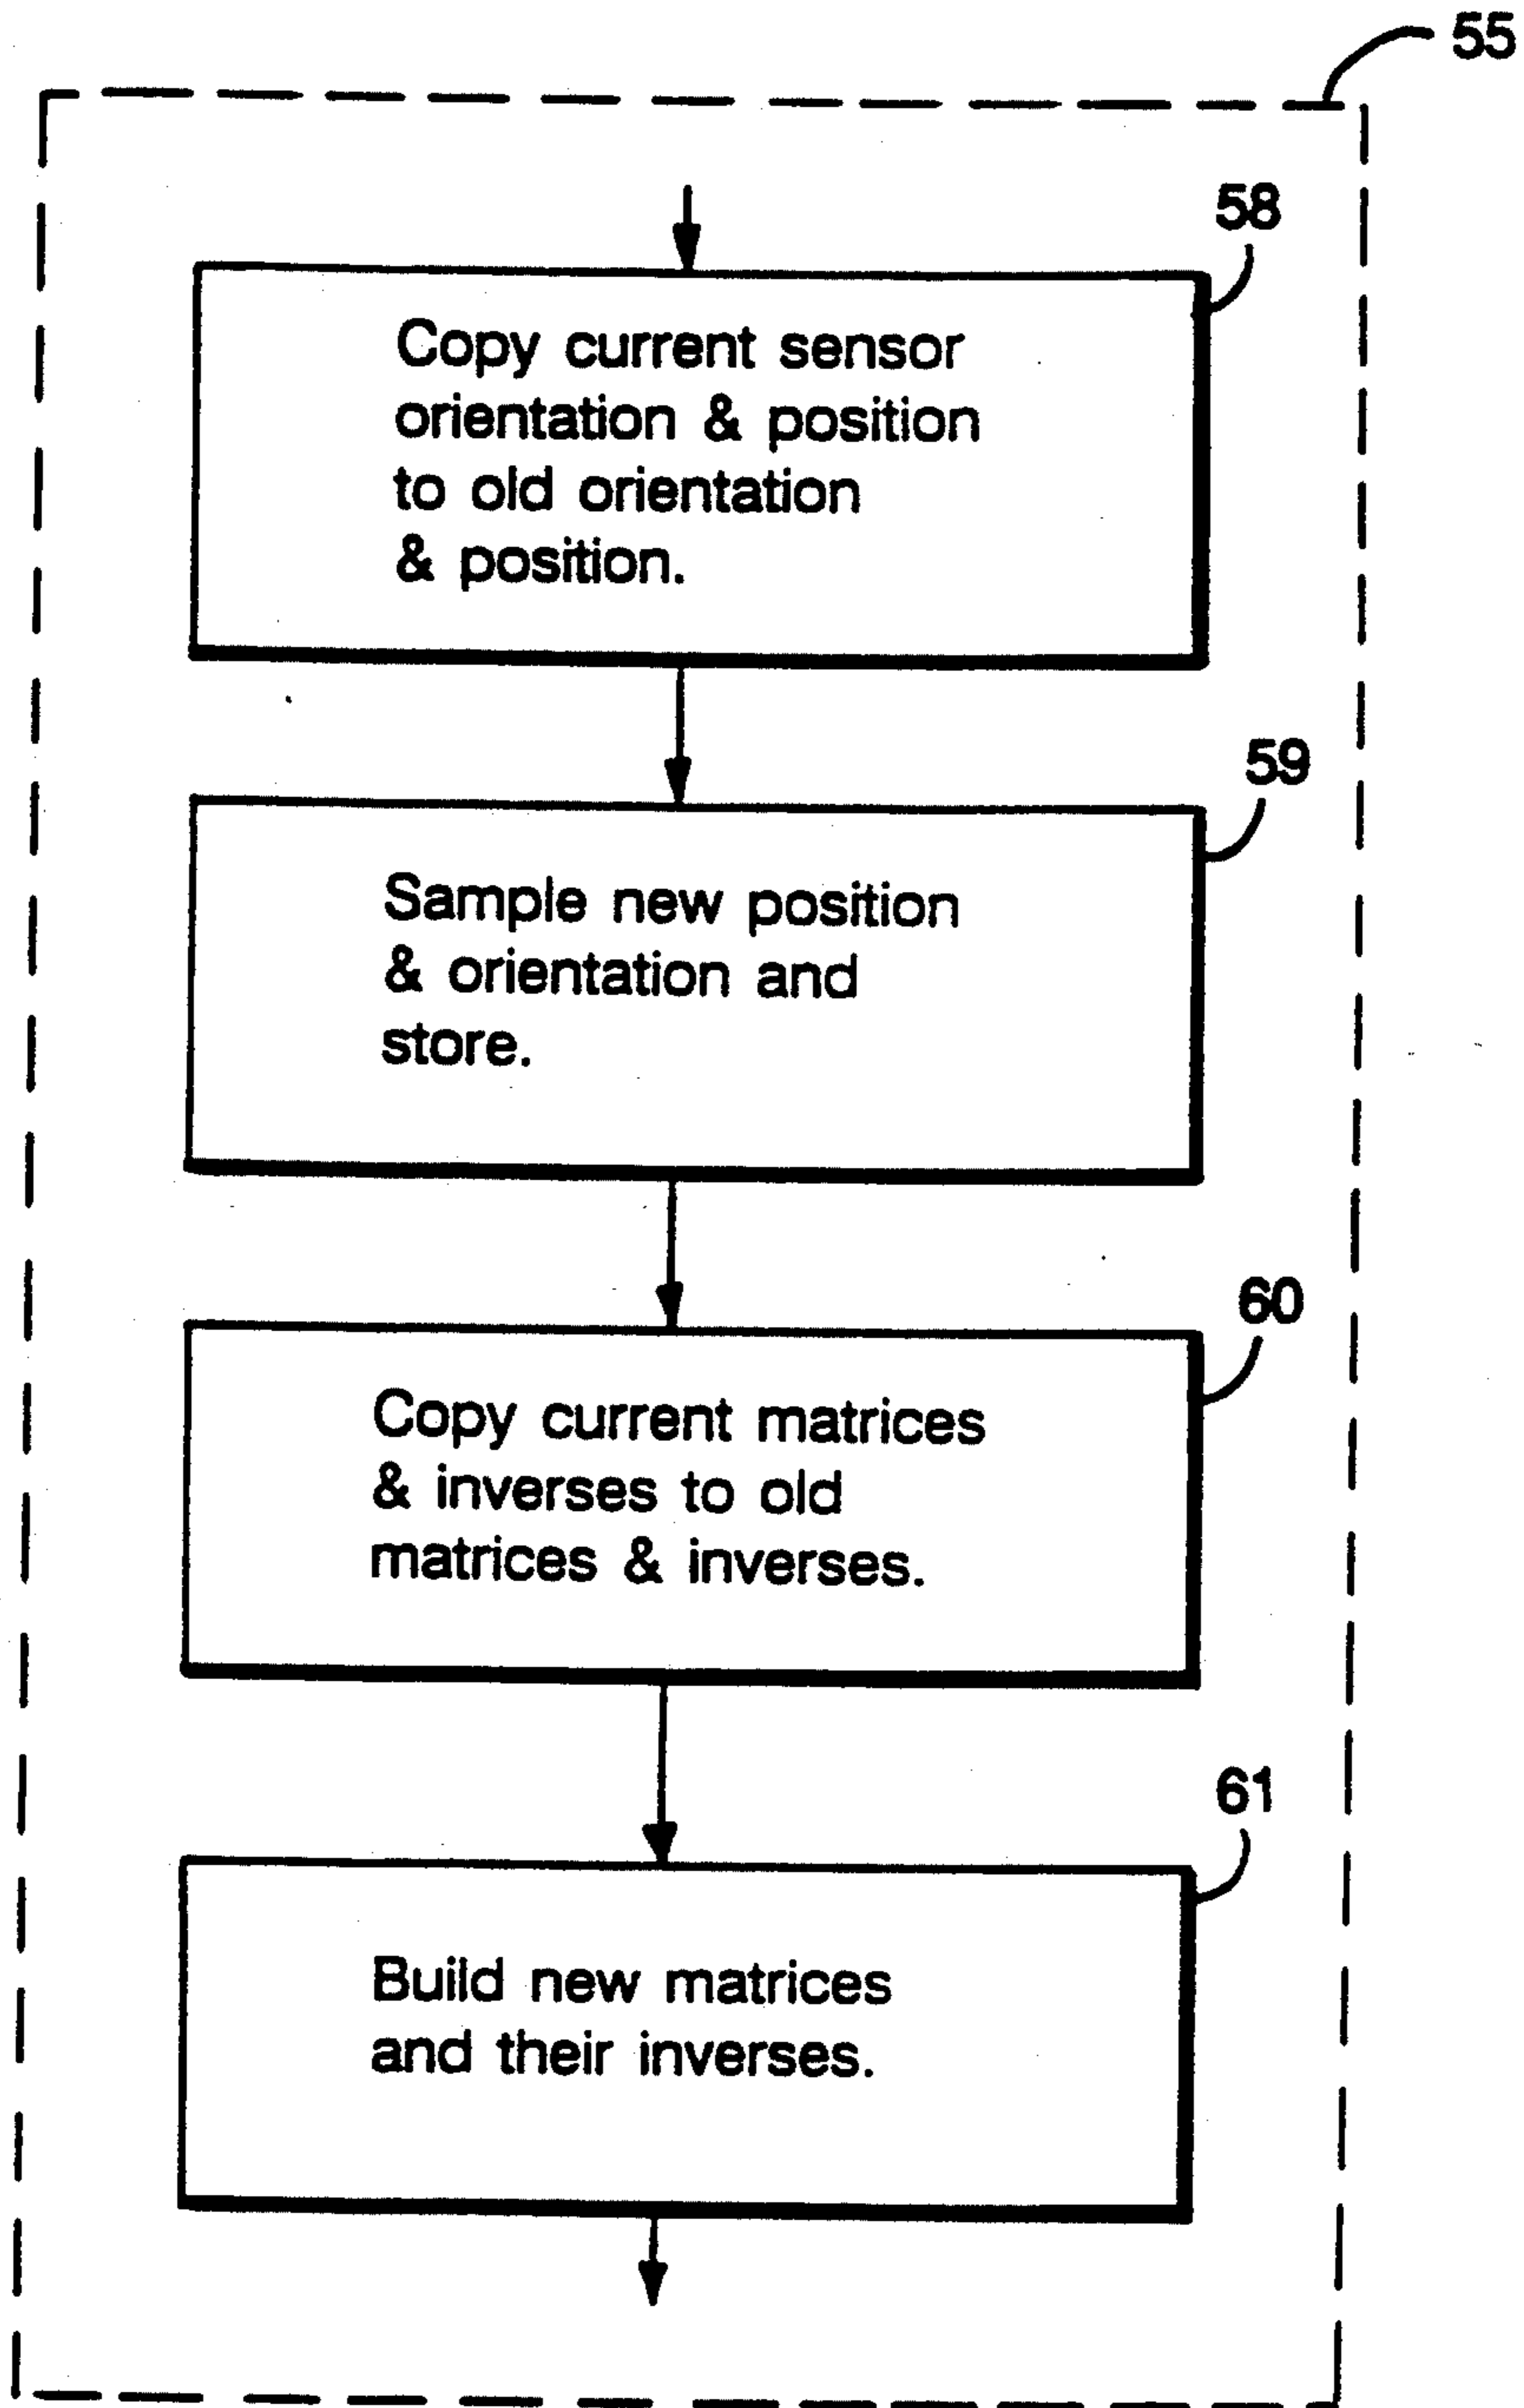 55
58
Copy current sensor
orientation & position
to old orientation
& position.
59
Sample new position
& orientation and
store.
60
Copy current matrices
& inverses to old
matrices & inverses.
61
Build new matrices
and their inverses.